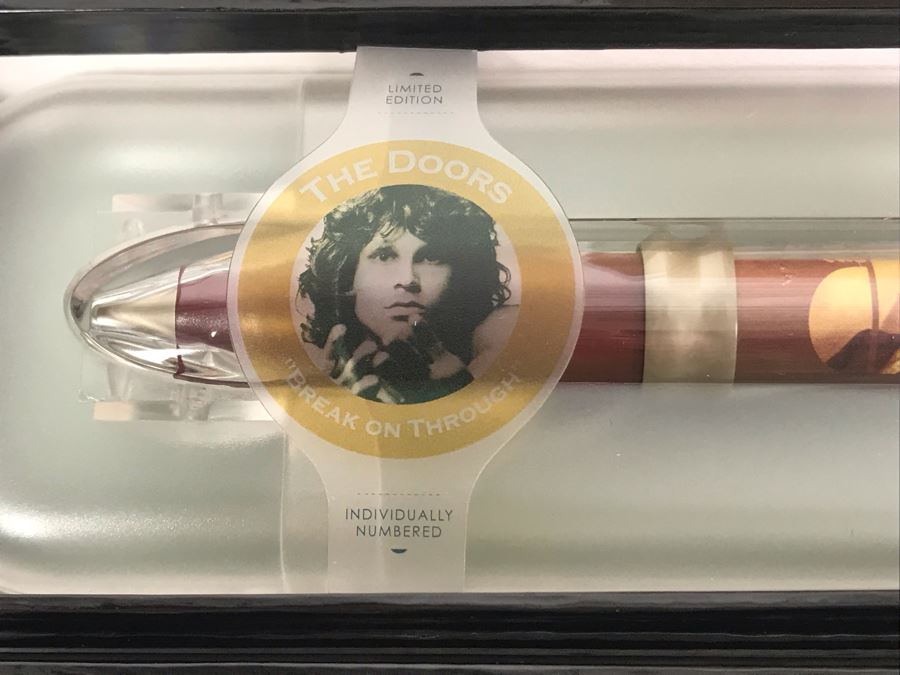 LIMITED
EDITION
THE DOORS
"BREAK ON THROUGH"
INDIVIDUALLY
NUMBERED